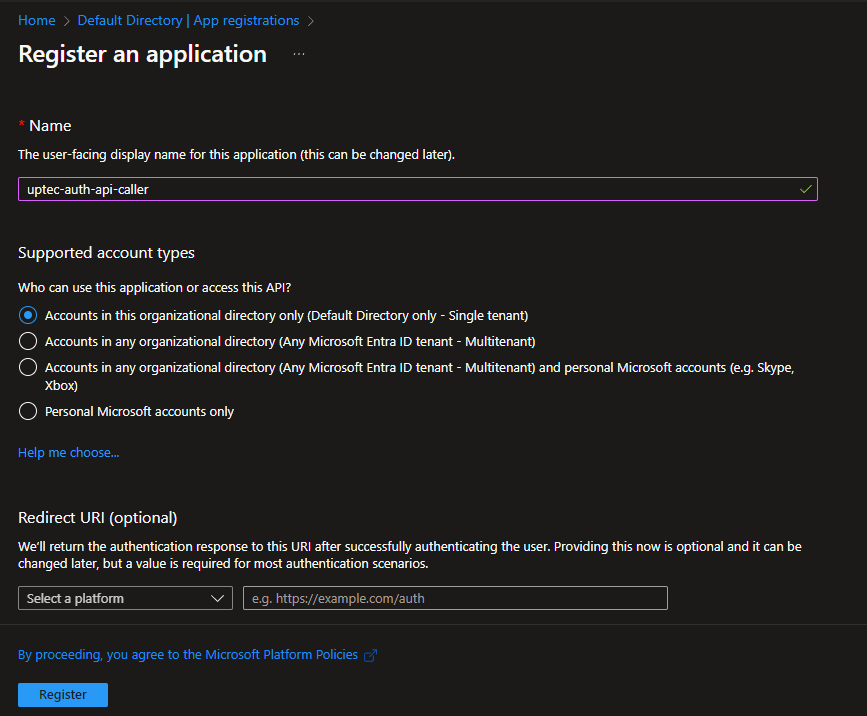 Home > Default Directory | App registrations >
Register an application ...
* Name
The user-facing display name for this application (this can be changed later).
uptec-auth-api-caller
Supported account types
Who can use this application or access this API?
Accounts in this organizational directory only (Default Directory only - Single tenant)
Accounts in any organizational directory (Any Microsoft Entra ID tenant - Multitenant)
Accounts in any organizational directory (Any Microsoft Entra ID tenant - Multitenant) and personal Microsoft accounts (e.g. Skype,
Xbox)
Personal Microsoft accounts only
Help me choose...
Redirect URI (optional)
We'll return the authentication response to this URI after successfully authenticating the user. Providing this now is optional and it can be
changed later, but a value is required for most authentication scenarios.
Select a platform e.g. https://example.com/auth
By proceeding, you agree to the Microsoft Platform Policies
Register